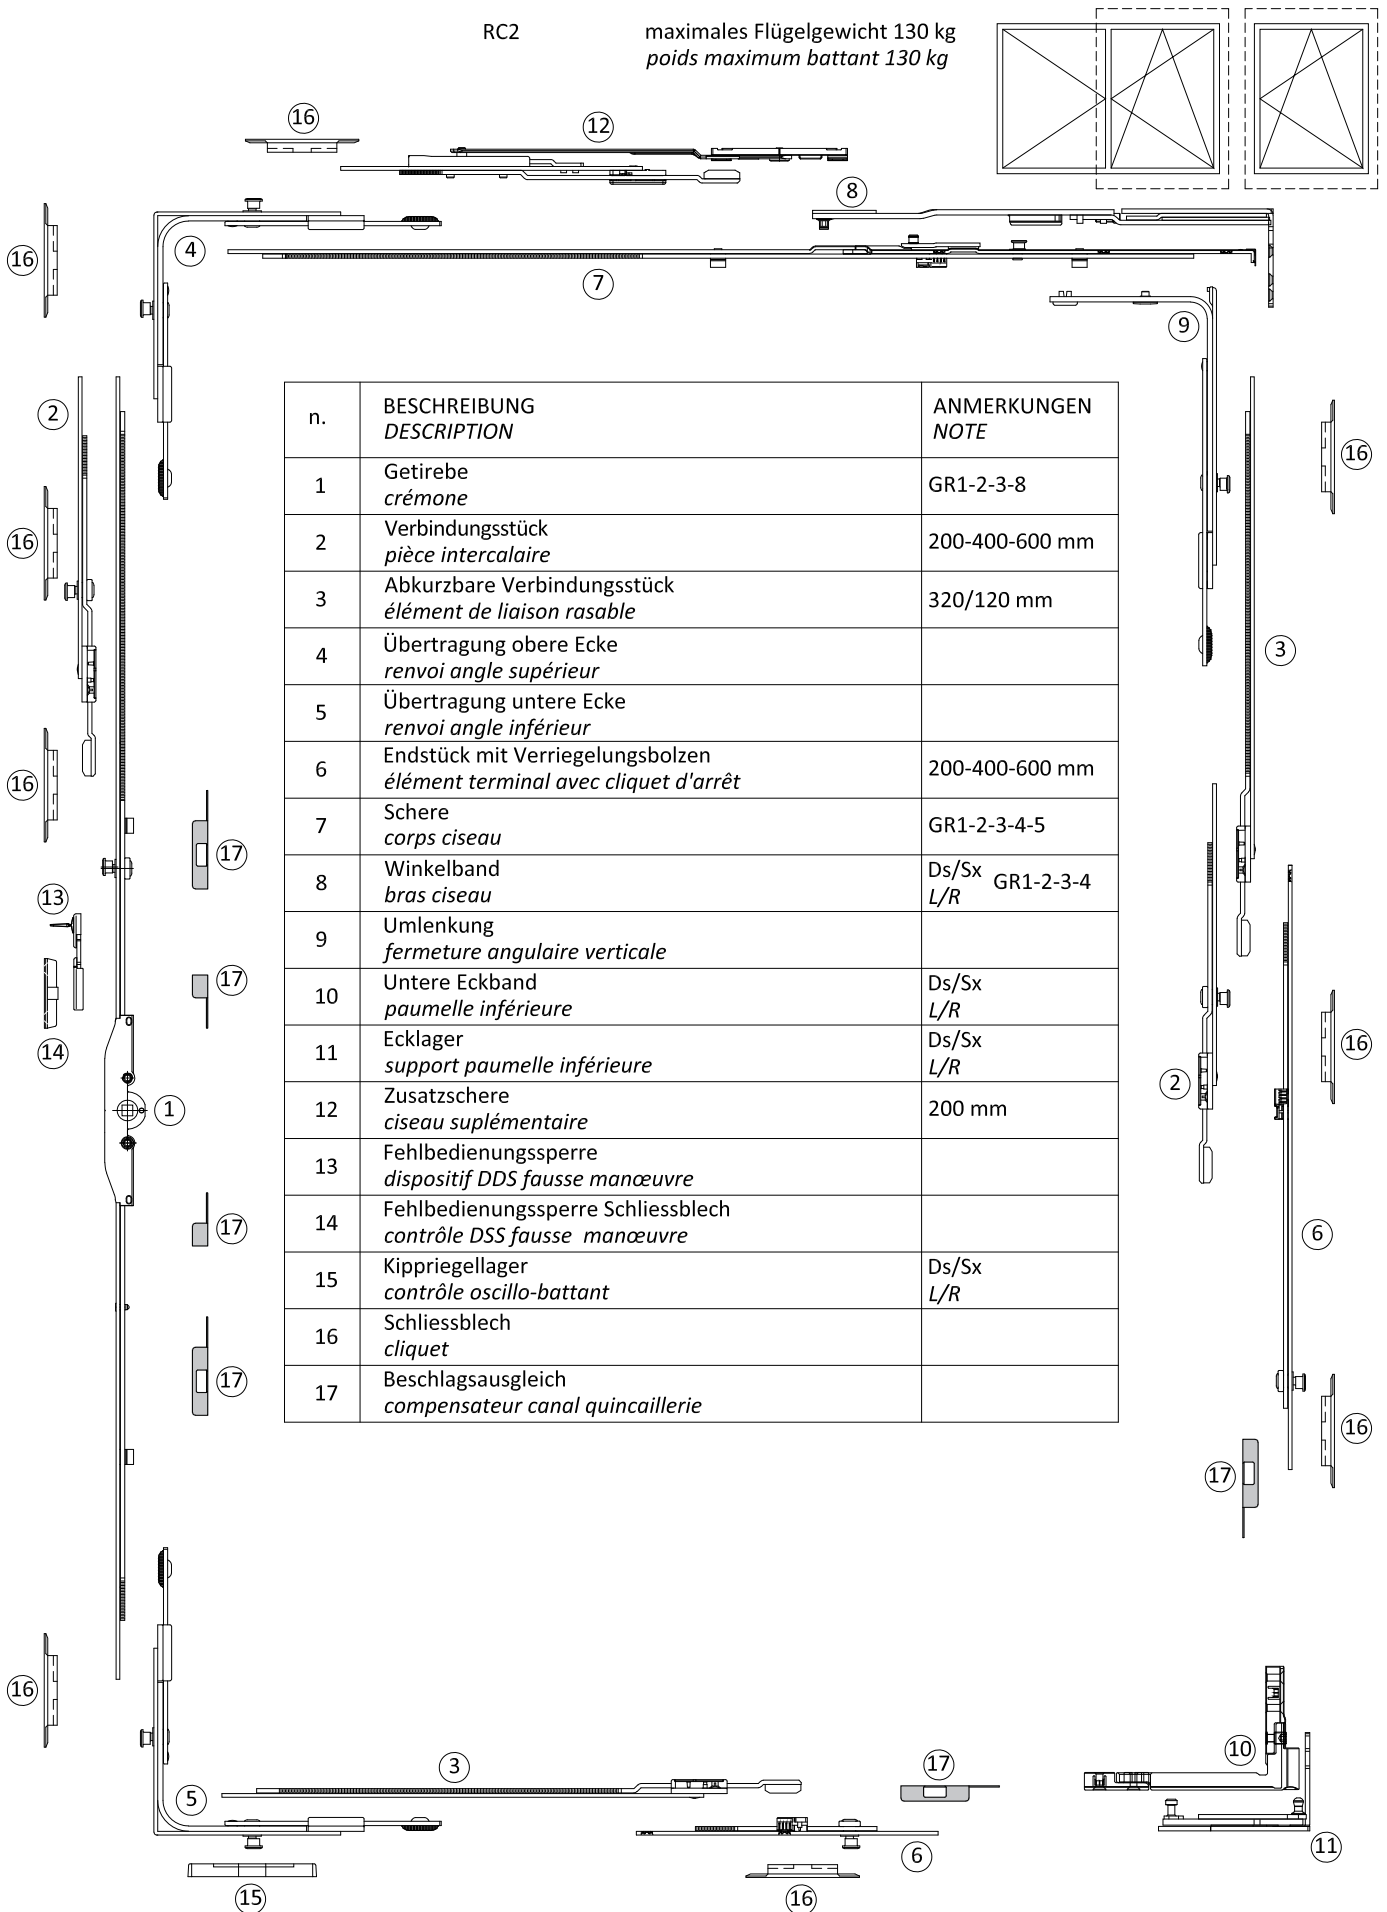 RC2
maximales Flügelgewicht 130 kg
poids maximum battant 130 kg
16
12
8
16
4
7
9
2
16
16
3
16
17
13
17
14
1
16
2
17
6
17
16
17
16
3
17
10
5
6
11
15
16
n.
BESCHREIBUNG
DESCRIPTION
ANMERKUNGEN
NOTE
1
Getirebe
crémone
GR1-2-3-8
2
Verbindungsstück
pièce intercalaire
200-400-600 mm
3
Abkurzbare Verbindungsstück
élément de liaison rasable
320/120 mm
4
Übertragung obere Ecke
renvoi angle supérieur
5
Übertragung untere Ecke
renvoi angle inférieur
6
Endstück mit Verriegelungsbolzen
élément terminal avec cliquet d'arrêt
200-400-600 mm
7
Schere
corps ciseau
GR1-2-3-4-5
8
Winkelband
bras ciseau
Ds/Sx GR1-2-3-4
L/R
9
Umlenkung
fermeture angulaire verticale
10
Untere Eckband
paumelle inférieure
Ds/Sx
L/R
11
Ecklager
support paumelle inférieure
Ds/Sx
L/R
12
Zusatzschere
ciseau suplémentaire
200 mm
13
Fehlbedienungssperre
dispositif DDS fausse manœuvre
14
Fehlbedienungssperre Schliessblech
contrôle DSS fausse manœuvre
15
Kippriegellager
contrôle oscillo-battant
Ds/Sx
L/R
16
Schliessblech
cliquet
17
Beschlagsausgleich
compensateur canal quincaillerie